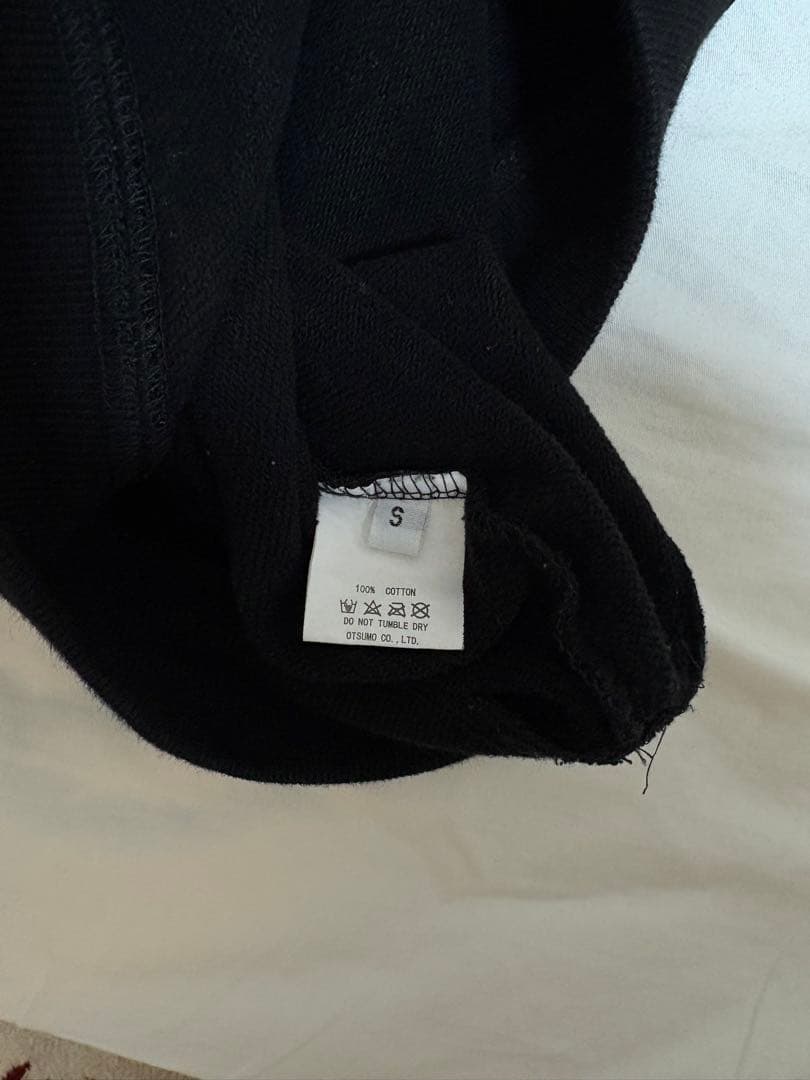 S
100% COTTON
DO NOT TUMBLE DRY
OTSUMO CO.,LTD.